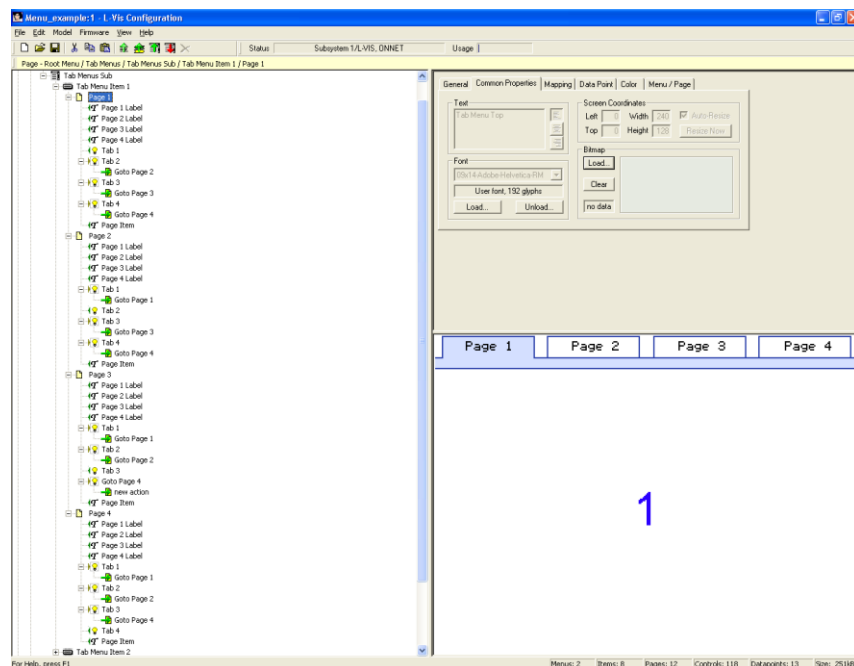 Menu_example:1 - L-Vis Configuration
File Edit Model Firmware View Help
Status Subsystem 1/L-VIS, ONNET Usage
Page - Root Menu / Tab Menus / Tab Menus Sub / Tab Menu Item 1 / Page 1
Tab Menus Sub
Tab Menu Item 1
Page 1
Page 1 Label
Page 2 Label
Page 3 Label
Page 4 Label
Tab 1
Tab 2
Goto Page 2
Tab 3
Goto Page 3
Tab 4
Goto Page 4
Page Item
Page 2
Page 1 Label
Page 2 Label
Page 3 Label
Page 4 Label
Tab 1
Goto Page 1
Tab 2
Tab 3
Goto Page 3
Tab 4
Goto Page 4
Page Item
Page 3
Page 1 Label
Page 2 Label
Page 3 Label
Page 4 Label
Tab 1
Goto Page 1
Tab 2
Goto Page 2
Tab 3
Goto Page 4
new action
Page Item
Page 4
Page 1 Label
Page 2 Label
Page 3 Label
Page 4 Label
Tab 1
Goto Page 1
Tab 2
Goto Page 2
Tab 3
Goto Page 4
Tab 4
Page Item
Tab Menu Item 2
General Common Properties Mapping Data Point Color Menu / Page
Text
Tab Menu Top
Screen Coordinates
Left 0 Width 240 Auto-Resize
Top 0 Height 128 Resize Now
Font
09x14-Adobe-Helvetica-RM
User font, 192 glyphs
Load... Unload...
Bitmap
Load...
Clear
no data
Page 1 Page 2 Page 3 Page 4
1
For Help, press F1
Menus: 2 Items: 8 Pages: 12 Controls: 118 Datapoints: 13